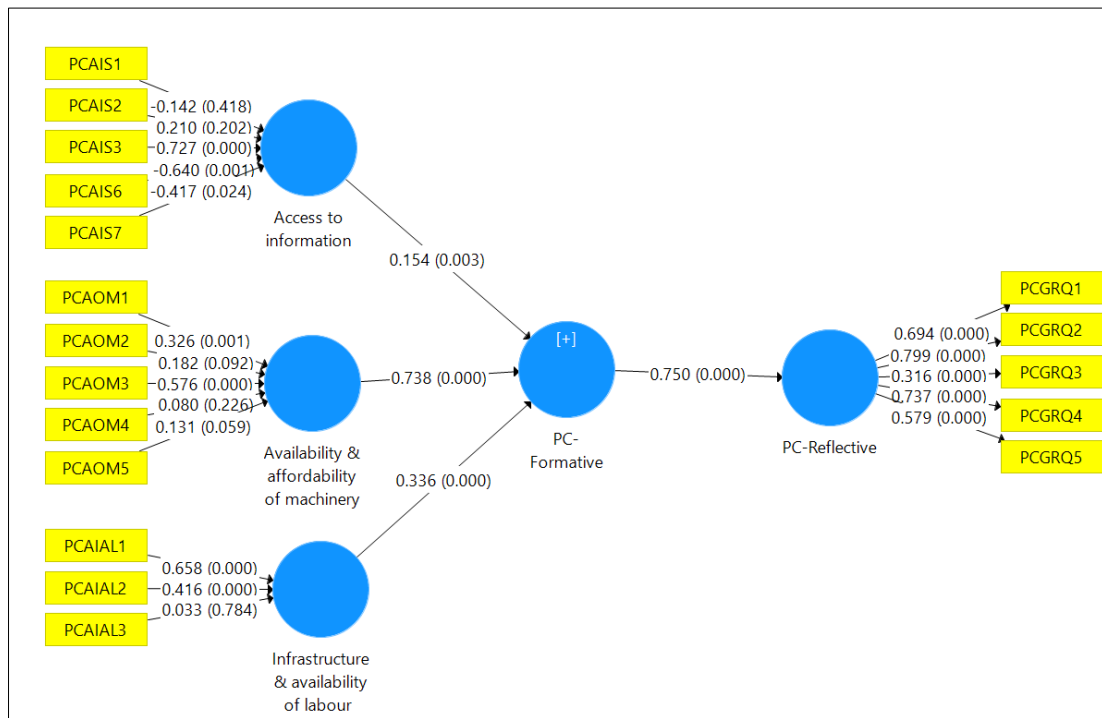 PCAIS1
PCAIS2
PCAIS3
PCAIS6
PCAIS7
-0.142 (0.418)
0.210 (0.202)
0.727 (0.000)
-0.640 (0.001)
-0.417 (0.024)
Access to
information
0.154 (0.003)
PCAOM1
PCAOM2
PCAOM3
PCAOM4
PCAOM5
0.326 (0.001)
0.182 (0.092)
0.576 (0.000)
0.080 (0.226)
0.131 (0.059)
Availability &
affordability
of machinery
0.738 (0.000)
[+]
PC-
Formative
0.750 (0.000)
PC-Reflective
0.694 (0.000)
0.799 (0.000)
0.316 (0.000)
0.737 (0.000)
0.579 (0.000)
PCGRQ1
PCGRQ2
PCGRQ3
PCGRQ4
PCGRQ5
0.336 (0.000)
PCAIAL1
PCAIAL2
PCAIAL3
0.658 (0.000)
0.416 (0.000)
0.033 (0.784)
Infrastructure
& availability
of labour